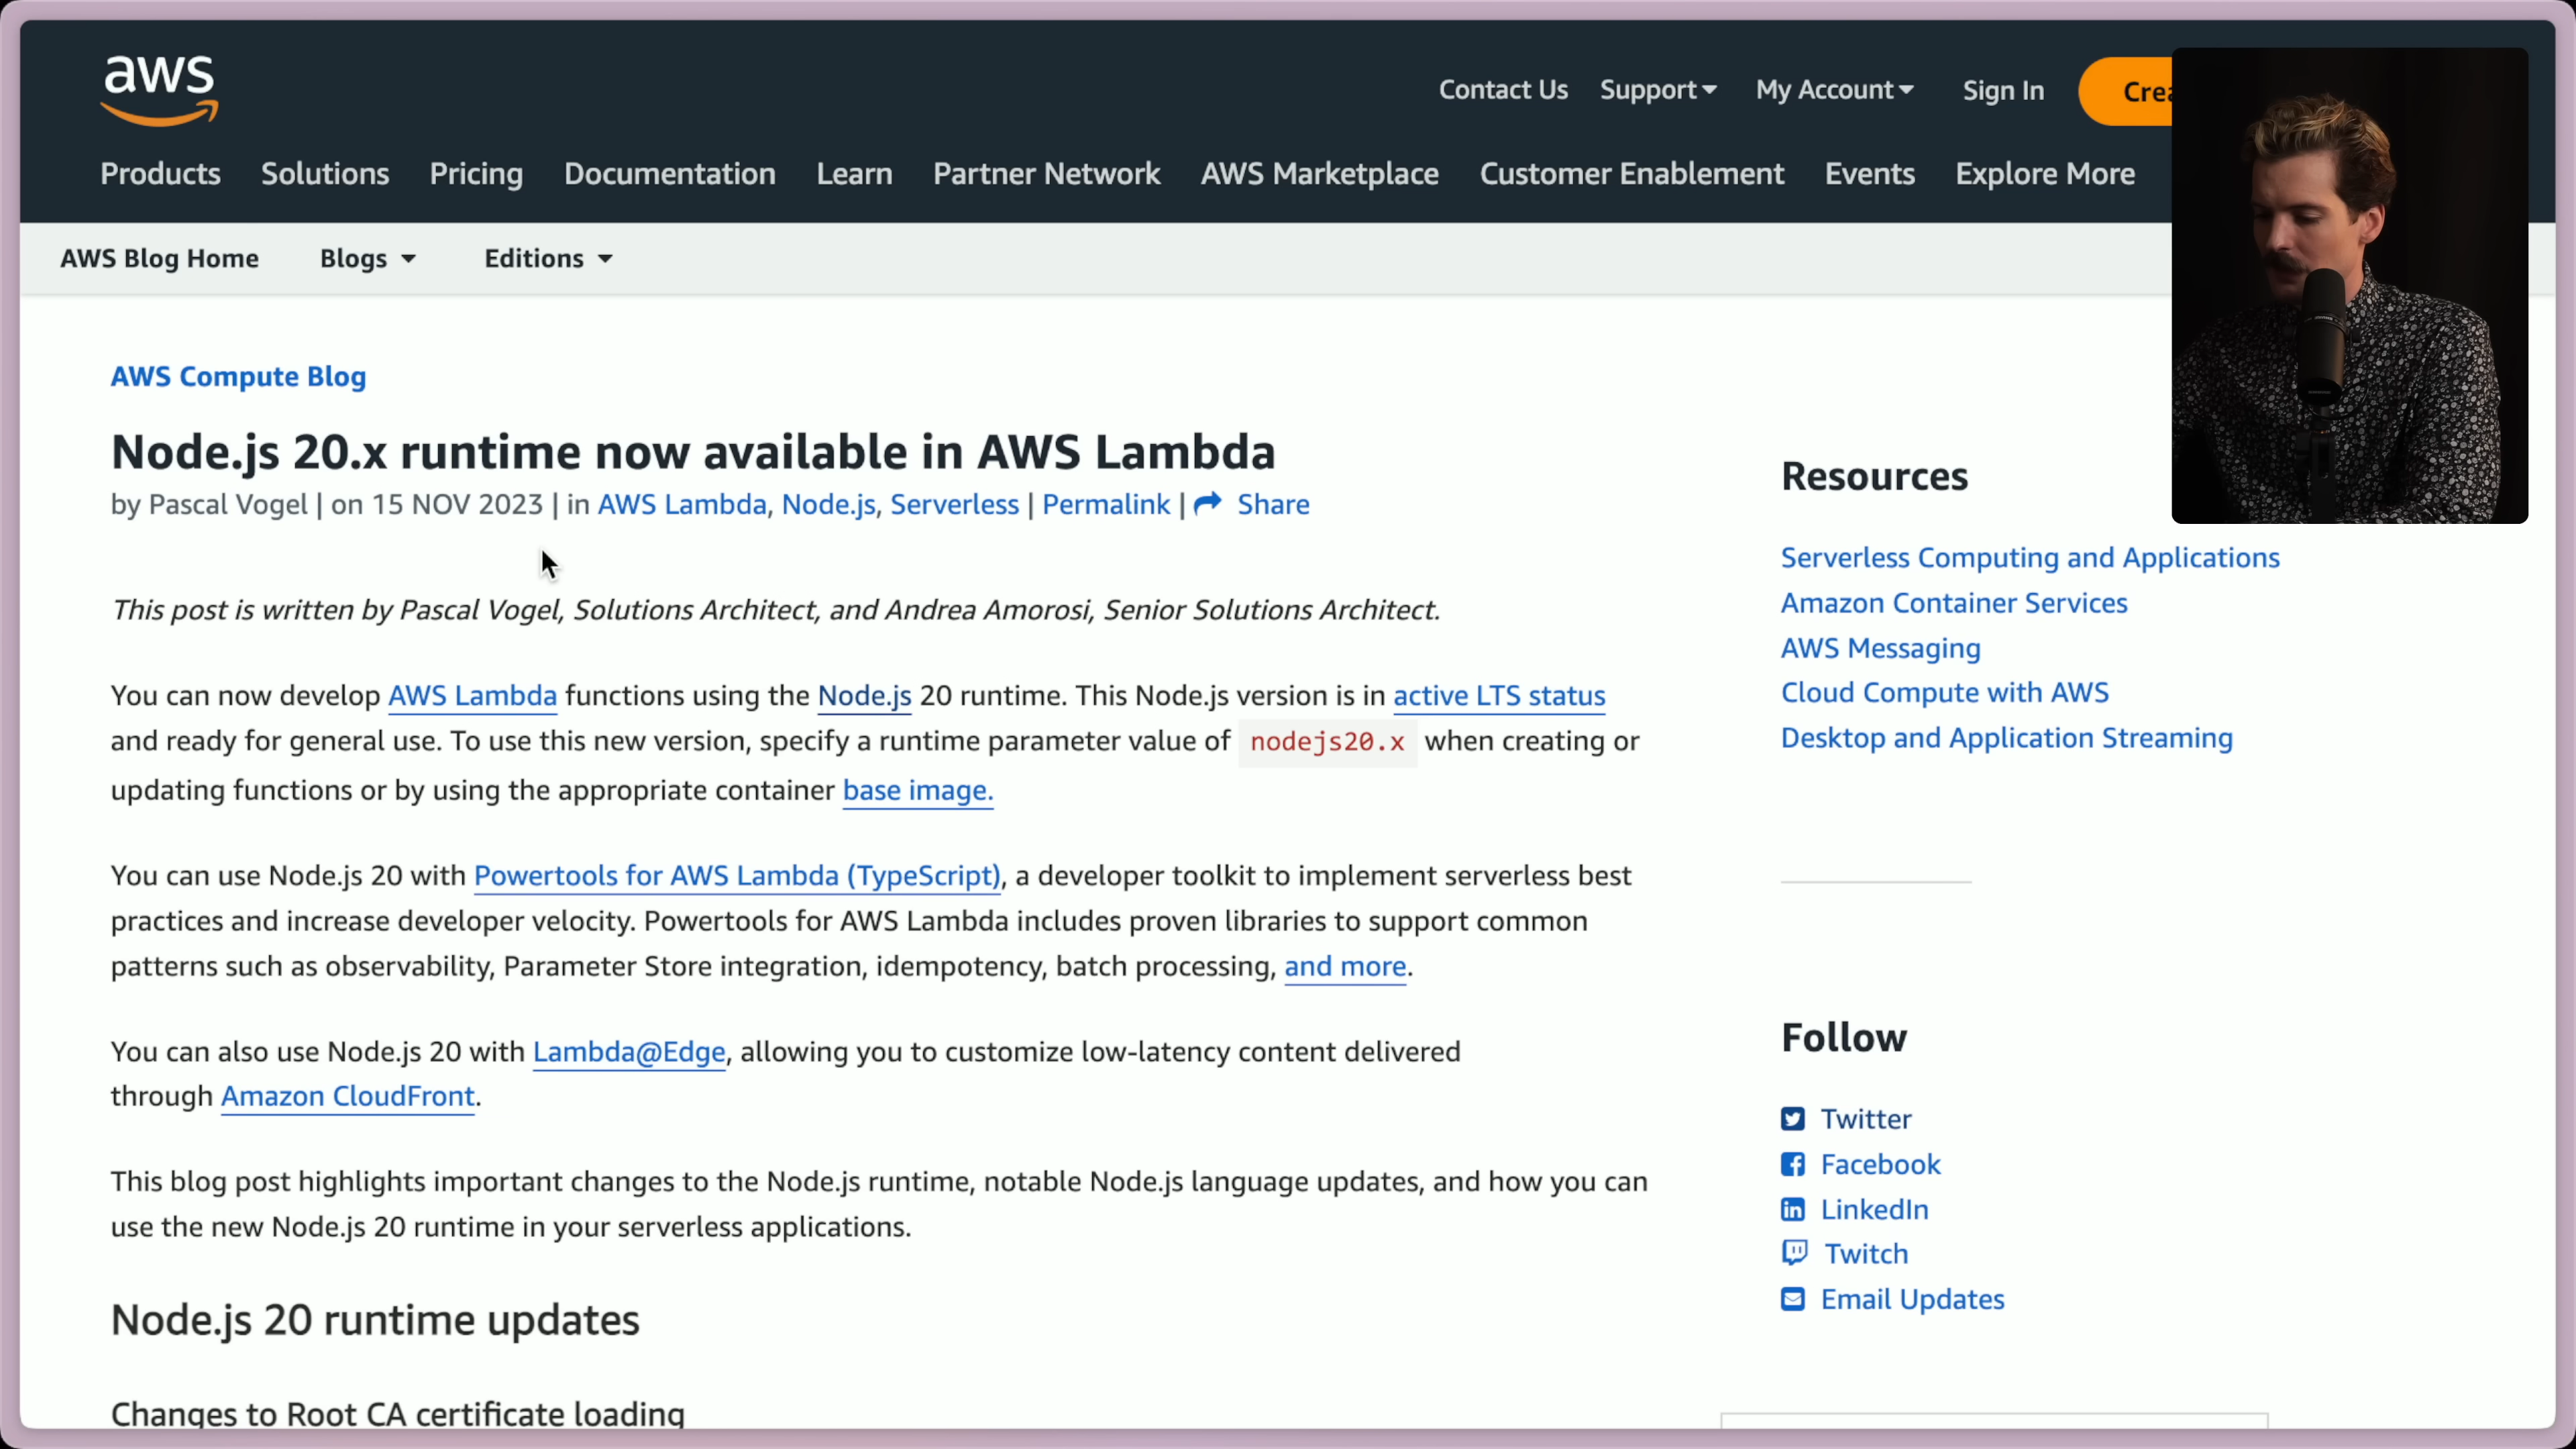 aws
Contact Us Support My Account Sign In Crea
Products Solutions Pricing Documentation Learn Partner Network AWS Marketplace Customer Enablement Events Explore More
AWS Blog Home Blogs Editions
AWS Compute Blog
Node.js 20.x runtime now available in AWS Lambda
by Pascal Vogel | on 15 NOV 2023 | in AWS Lambda, Node.js, Serverless | Permalink | Share
This post is written by Pascal Vogel, Solutions Architect, and Andrea Amorosi, Senior Solutions Architect.
You can now develop AWS Lambda functions using the Node.js 20 runtime. This Node.js version is in active LTS status
and ready for general use. To use this new version, specify a runtime parameter value of nodejs20.x when creating or
updating functions or by using the appropriate container base image.
You can use Node.js 20 with Powertools for AWS Lambda (TypeScript), a developer toolkit to implement serverless best
practices and increase developer velocity. Powertools for AWS Lambda includes proven libraries to support common
patterns such as observability, Parameter Store integration, idempotency, batch processing, and more.
You can also use Node.js 20 with Lambda@Edge, allowing you to customize low-latency content delivered
through Amazon CloudFront.
This blog post highlights important changes to the Node.js runtime, notable Node.js language updates, and how you can
use the new Node.js 20 runtime in your serverless applications.
Node.js 20 runtime updates
Changes to Root CA certificate loading
Resources
Serverless Computing and Applications
Amazon Container Services
AWS Messaging
Cloud Compute with AWS
Desktop and Application Streaming
Follow
Twitter
Facebook
LinkedIn
Twitch
Email Updates